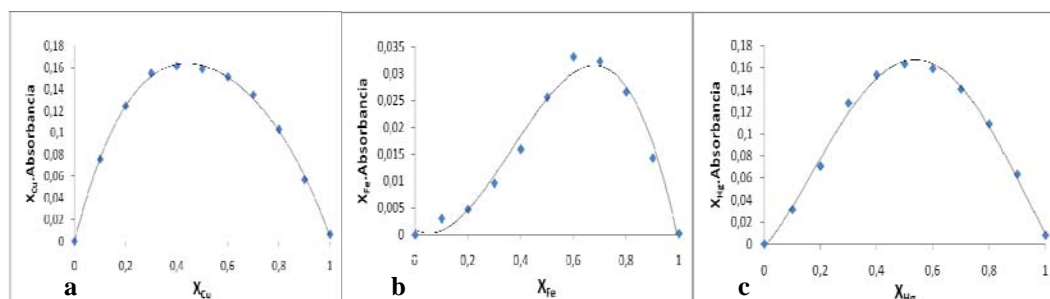 X_Cu.Absorbancia
0,18
0,16
0,14
0,12
0,1
0,08
0,06
0,04
0,02
0
0 0,2 0,4 0,6 0,8 1
a
X_Cu
X_Fe.Absorbancia
0,035
0,03
0,025
0,02
0,015
0,01
0,005
0
0 0,2 0,4 0,6 0,8 1
b
X_Fe
X_Hg.Absorbancia
0,18
0,16
0,14
0,12
0,1
0,08
0,06
0,04
0,02
0
0 0,2 0,4 0,6 0,8 1
c
X_Hg